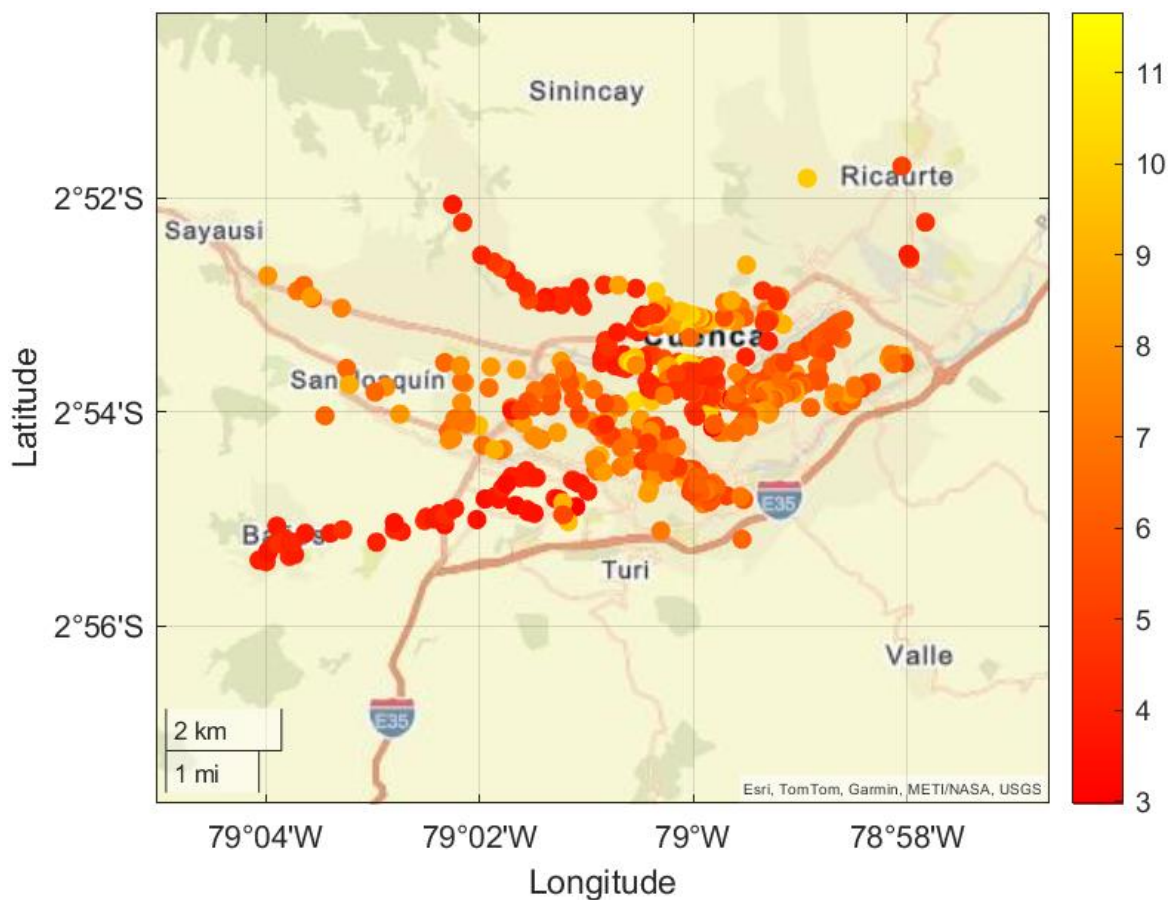 Sinincay
Ricaurte
2°52'S
Sayausi
Cuenca
San Joaquín
2°54'S
E35
Baños
Turi
2°56'S
Valle
E35
2 km
1 mi
Esri, TomTom, Garmin, METI/NASA, USGS
79°04'W
79°02'W
79°W
78°58'W
Longitude
Latitude
11
10
9
8
7
6
5
4
3